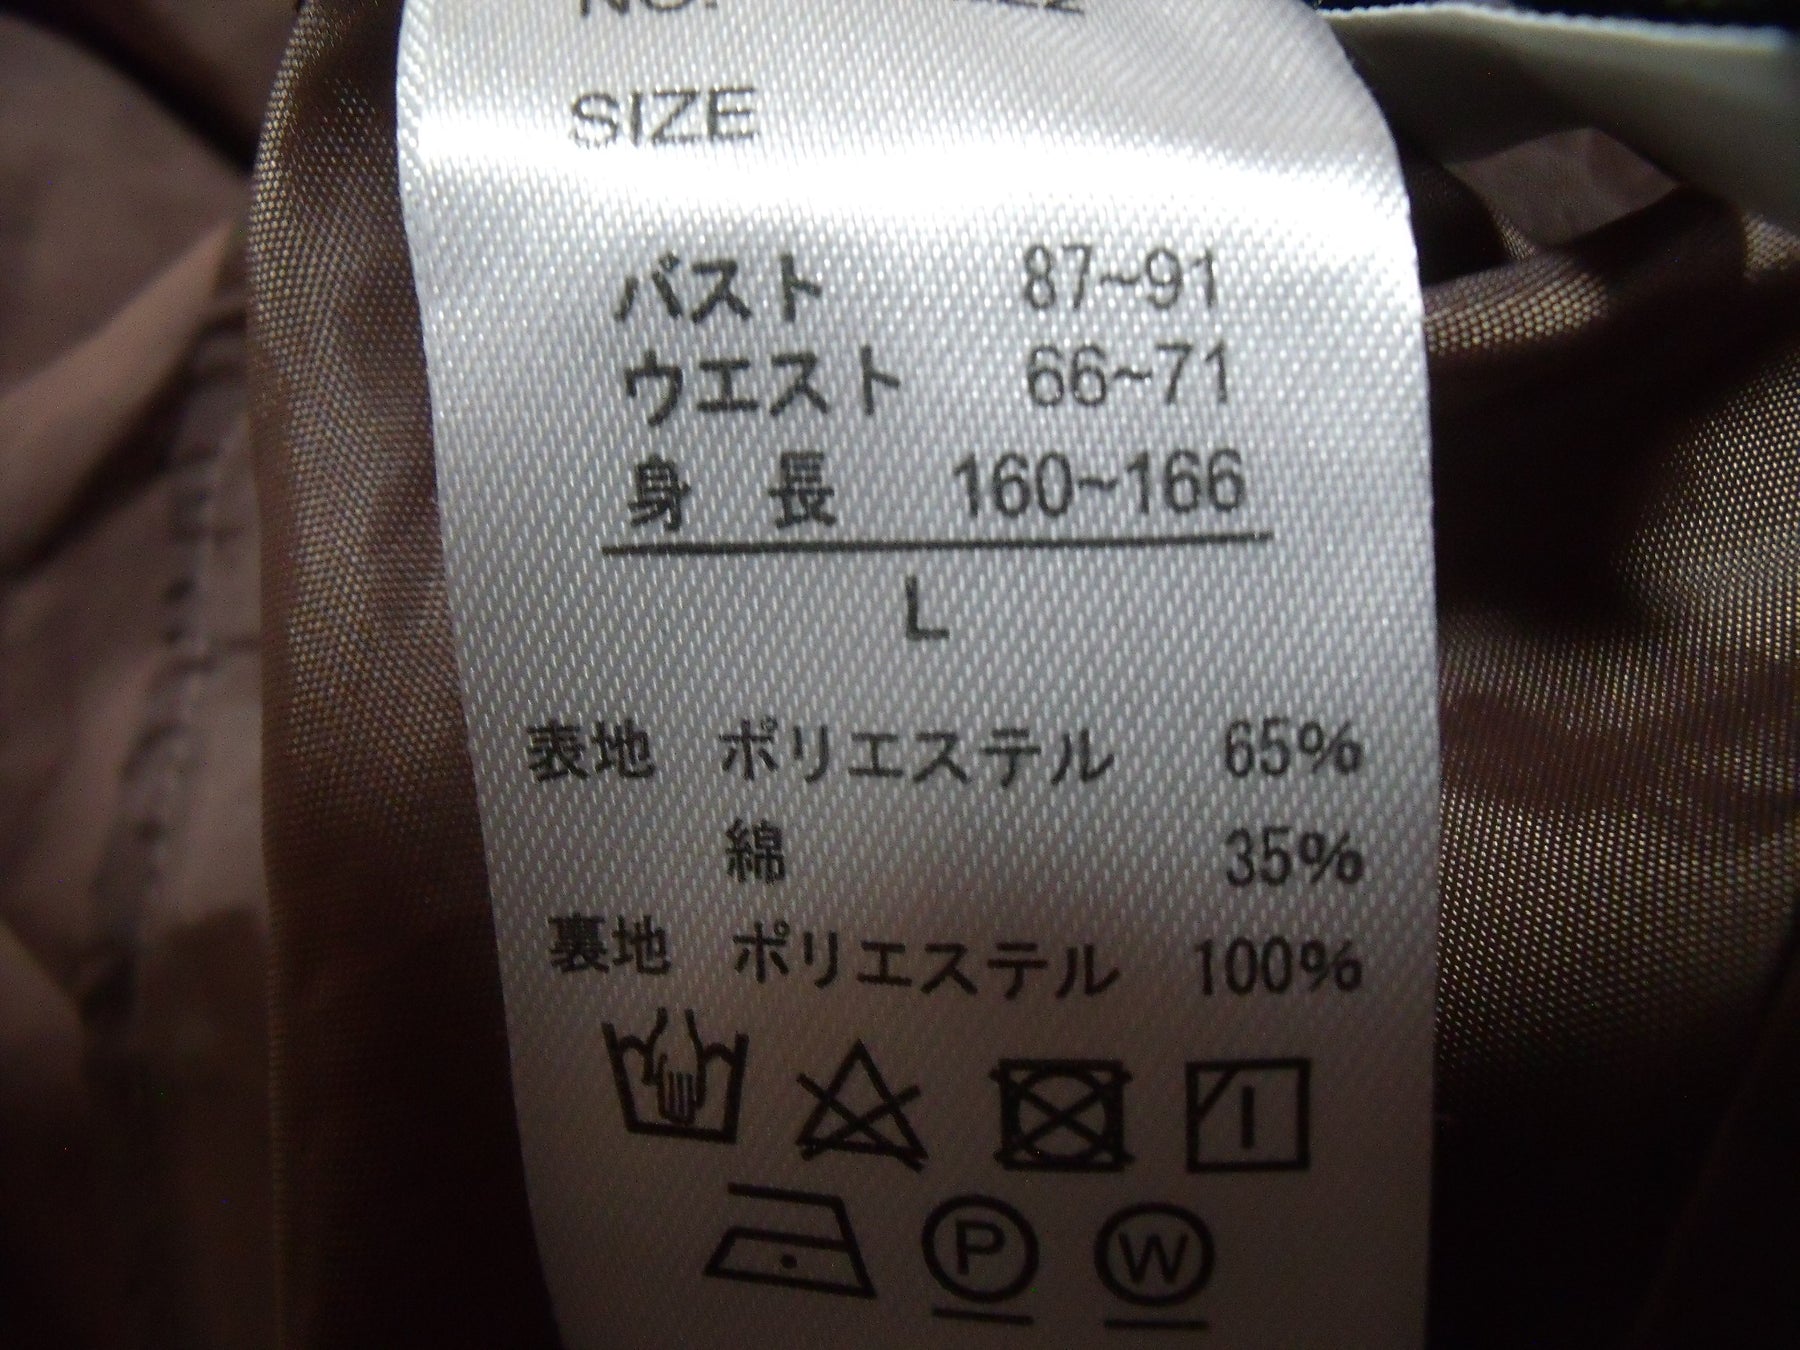 NO.
SIZE
バスト 87~91
ウエスト 66~71
身長 160~166
L
表地 ポリエステル 65%
綿 35%
裏地 ポリエステル 100%
P W